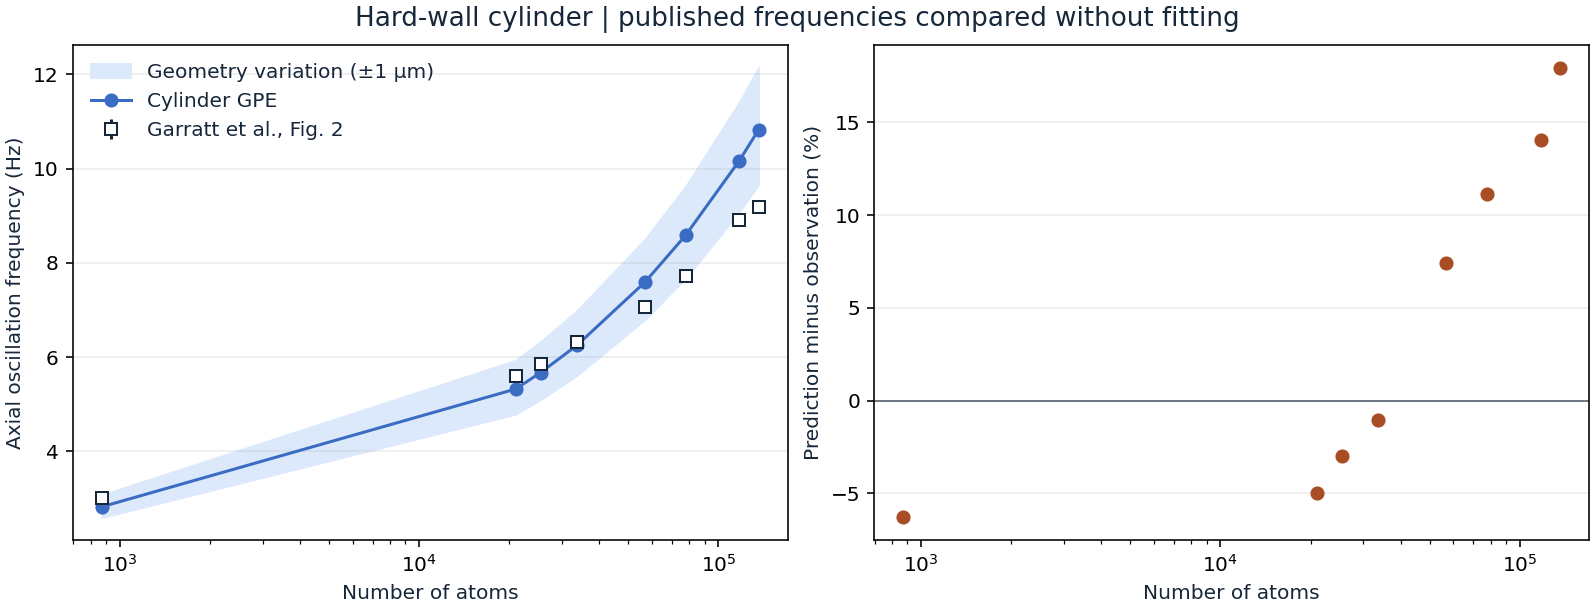 Hard-wall cylinder | published frequencies compared without fitting
Geometry variation (±1 μm)
Cylinder GPE
Garratt et al., Fig. 2
Axial oscillation frequency (Hz)
12
10
8
6
4
10³
10⁴
10⁵
Number of atoms
Prediction minus observation (%)
15
10
5
0
−5
10³
10⁴
10⁵
Number of atoms